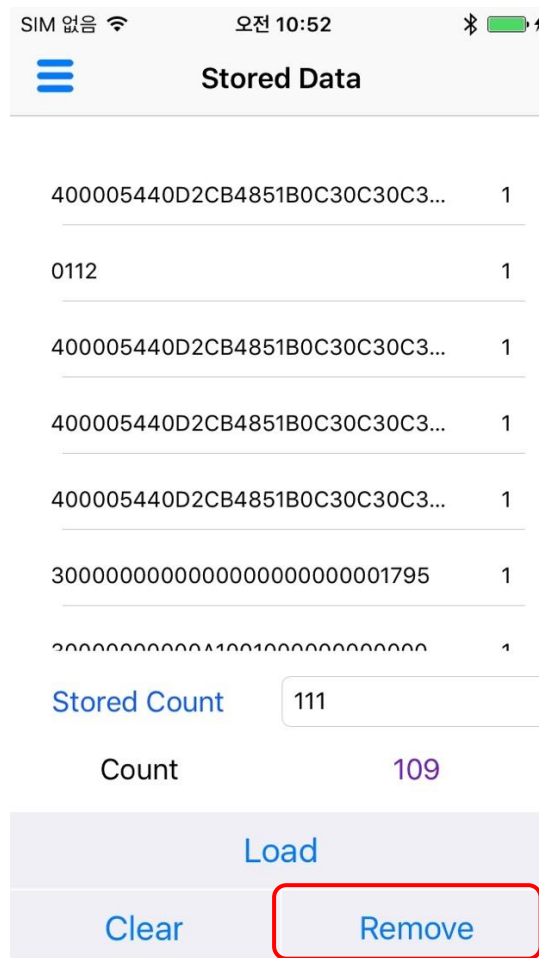 SIM 없음 오전 10:52
Stored Data
400005440D2CB4851B0C30C30C3... 1
0112 1
400005440D2CB4851B0C30C30C3... 1
400005440D2CB4851B0C30C30C3... 1
400005440D2CB4851B0C30C30C3... 1
3000000000000000000000001795 1
Stored Count 111
Count 109
Load
Clear Remove